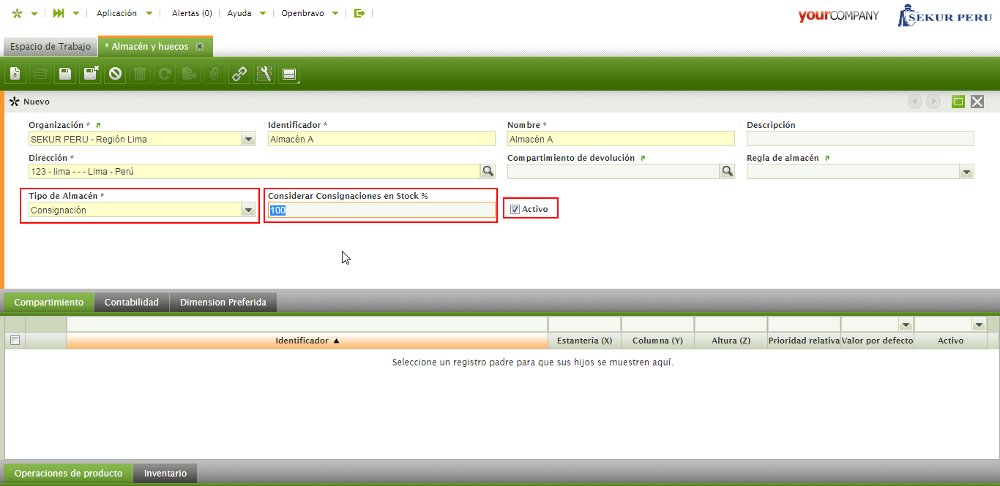 Aplicación Alertas (0) Ayuda Openbravo yourCOMPANY SEKUR PERU
Espacio de Trabajo * Almacén y huecos
Nuevo
Organización * Identificador * Nombre * Descripción
SEKUR PERU - Región Lima Almacén A Almacén A
Dirección * Compartimiento de devolución Regla de almacén
123 - lima - - - Lima - Perú
Tipo de Almacén * Considerar Consignaciones en Stock %
Consignación 100 Activo
Compartimiento Contabilidad Dimension Preferida
Identificador Estantería (X) Columna (Y) Altura (Z) Prioridad relativa Valor por defecto Activo
Seleccione un registro padre para que sus hijos se muestren aquí.
Operaciones de producto Inventario